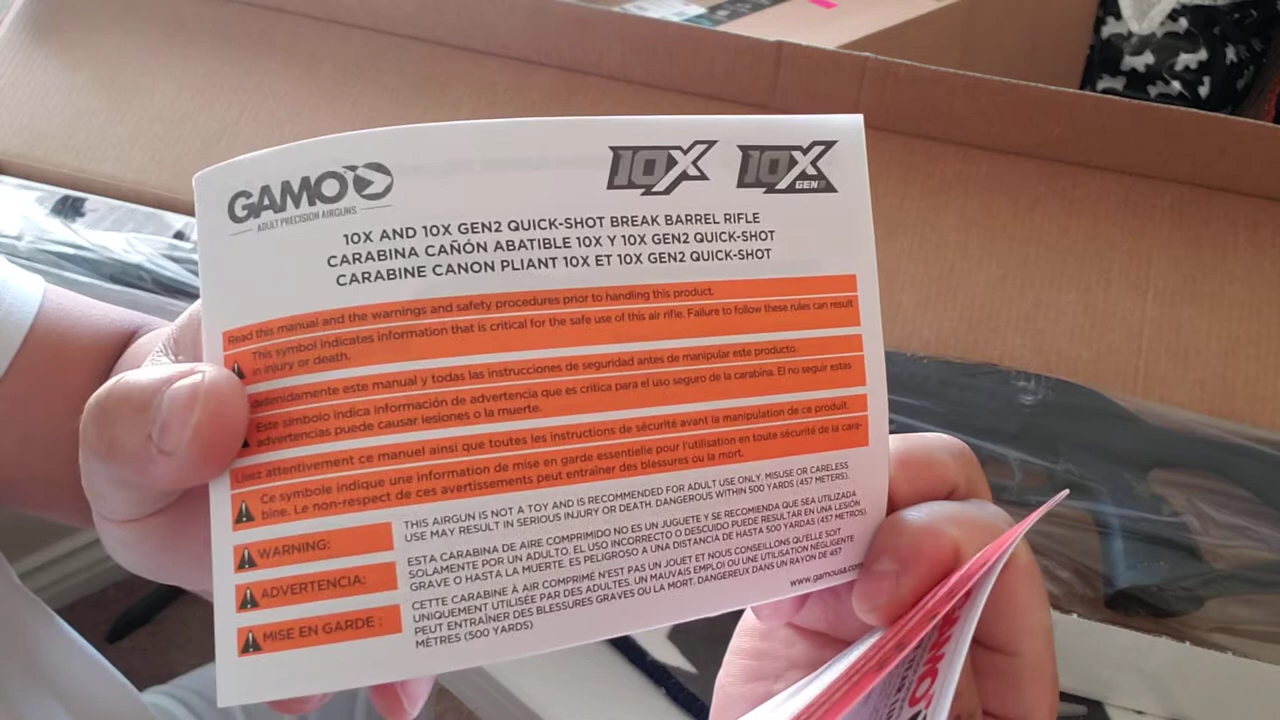 GAMO
ADULT PRECISION AIRGUNS
10X
10X
GEN2
10X AND 10X GEN2 QUICK-SHOT BREAK BARREL RIFLE
CARABINA CAÑÓN ABATIBLE 10X Y 10X GEN2 QUICK-SHOT
CARABINE CANON PLIANT 10X ET 10X GEN2 QUICK-SHOT
Read this manual and the warnings and safety procedures prior to handling this product.
This symbol indicates information that is critical for the safe use of this air rifle. Failure to follow these rules can result
in injury or death.
detenidamente este manual y todas las instrucciones de seguridad antes de manipular este producto.
Este símbolo indica información de advertencia que es crítica para el uso seguro de la carabina. El no seguir estas
advertencias puede causar lesiones o la muerte.
Lisez attentivement ce manuel ainsi que toutes les instructions de sécurité avant la manipulation de ce produit.
Ce symbole indique une information de mise en garde essentielle pour l'utilisation en toute sécurité de la cara-
bine. Le non-respect de ces avertissements peut entraîner des blessures ou la mort.
WARNING:
THIS AIRGUN IS NOT A TOY AND IS RECOMMENDED FOR ADULT USE ONLY. MISUSE OR CARELESS
USE MAY RESULT IN SERIOUS INJURY OR DEATH. DANGEROUS WITHIN 500 YARDS (457 METERS).
ADVERTENCIA:
ESTA CARABINA DE AIRE COMPRIMIDO NO ES UN JUGUETE Y SE RECOMIENDA QUE SEA UTILIZADA
SOLAMENTE POR UN ADULTO. EL USO INCORRECTO O DESCUIDO PUEDE RESULTAR EN UNA LESIÓN
GRAVE O HASTA LA MUERTE. ES PELIGROSO A UNA DISTANCIA DE HASTA 500 YARDAS (457 METROS).
MISE EN GARDE :
CETTE CARABINE À AIR COMPRIMÉ N'EST PAS UN JOUET ET NOUS CONSEILLONS QU'ELLE SOIT
UNIQUEMENT UTILISÉE PAR DES ADULTES. UN MAUVAIS EMPLOI OU UNE UTILISATION NÉGLIGENTE
PEUT ENTRAÎNER DES BLESSURES GRAVES OU LA MORT. DANGEREUX DANS UN RAYON DE 457
MÈTRES (500 YARDS)
www.gamousa.com